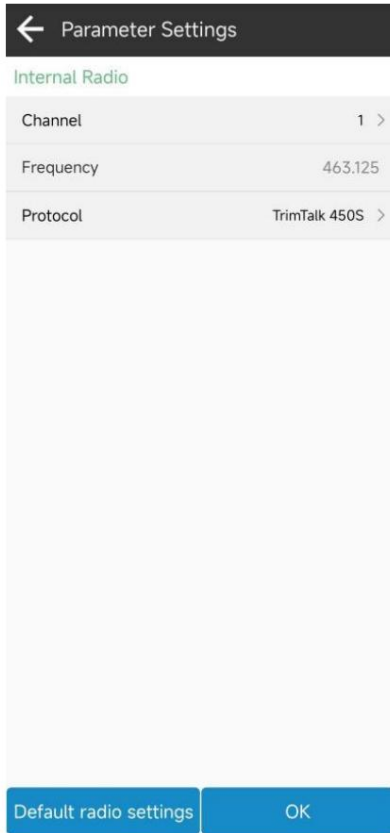 Parameter Settings
Internal Radio
Channel 1 >
Frequency 463.125
Protocol TrimTalk 450S >
Default radio settings OK